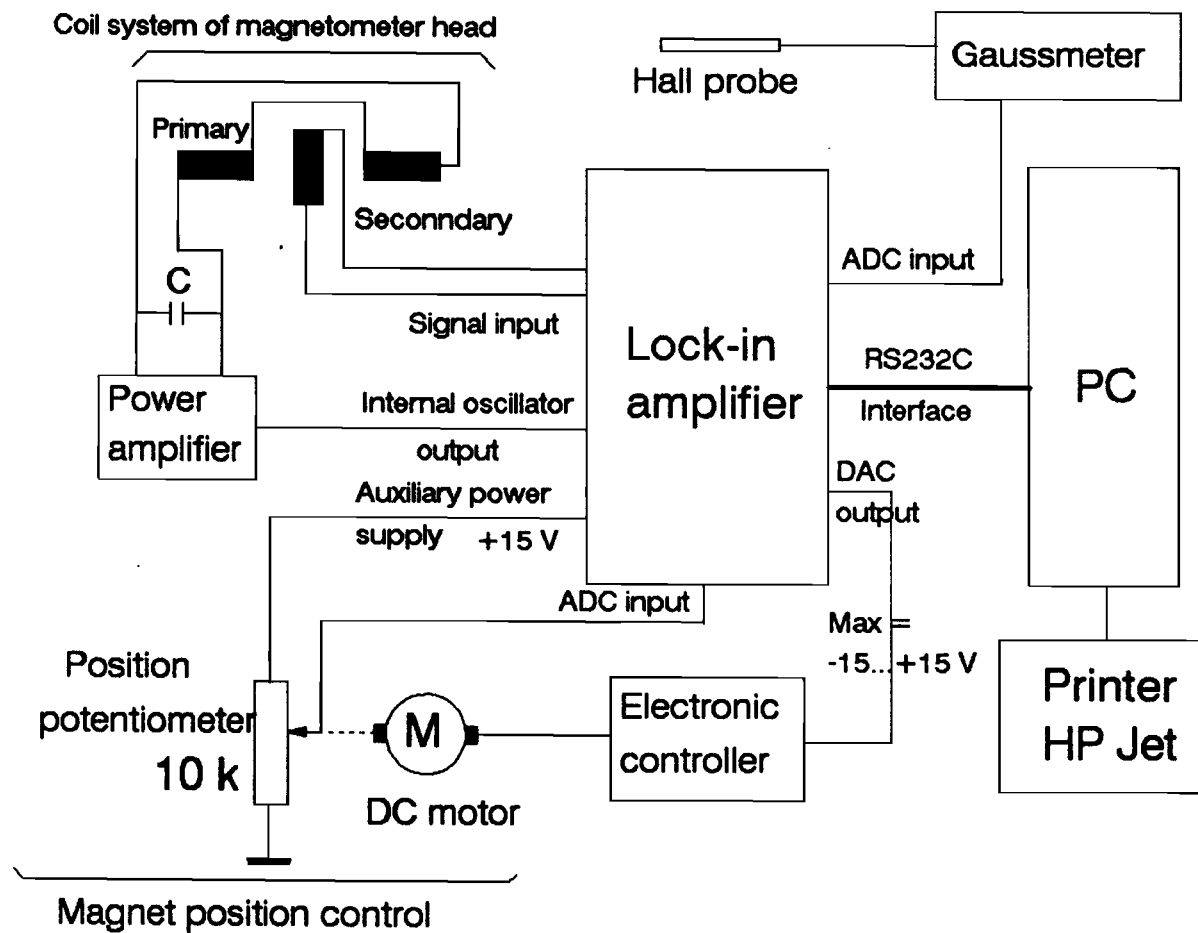 Coil system of magnetometer head
Hall probe
Gaussmeter
Primary
Seconndary
C
Signal input
ADC input
Lock-in
amplifier
RS232C
Interface
PC
Power
amplifier
Internal oscillator
output
Auxiliary power
supply +15 V
DAC
output
ADC input
Max =
-15...+15 V
Position
potentiometer
10 k
M
DC motor
Electronic
controller
Printer
HP Jet
Magnet position control